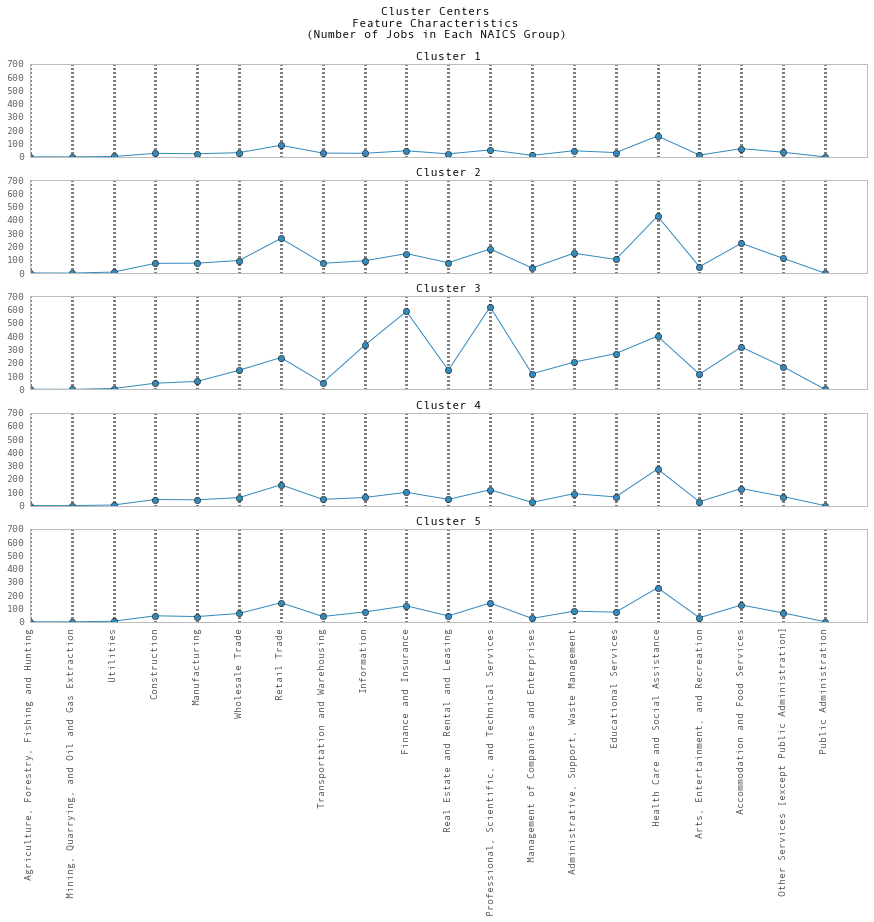 Cluster Centers
Feature Characteristics
(Number of Jobs in Each NAICS Group)
Cluster 1
700
600
500
400
300
200
100
0
Cluster 2
700
600
500
400
300
200
100
0
Cluster 3
700
600
500
400
300
200
100
0
Cluster 4
700
600
500
400
300
200
100
0
Cluster 5
700
600
500
400
300
200
100
0
Agriculture, Forestry, Fishing and Hunting
Mining, Quarrying, and Oil and Gas Extraction
Utilities
Construction
Manufacturing
Wholesale Trade
Retail Trade
Transportation and Warehousing
Information
Finance and Insurance
Real Estate and Rental and Leasing
Professional, Scientific, and Technical Services
Management of Companies and Enterprises
Administrative, Support, Waste Management
Educational Services
Health Care and Social Assistance
Arts, Entertainment, and Recreation
Accommodation and Food Services
Other Services [except Public Administration]
Public Administration